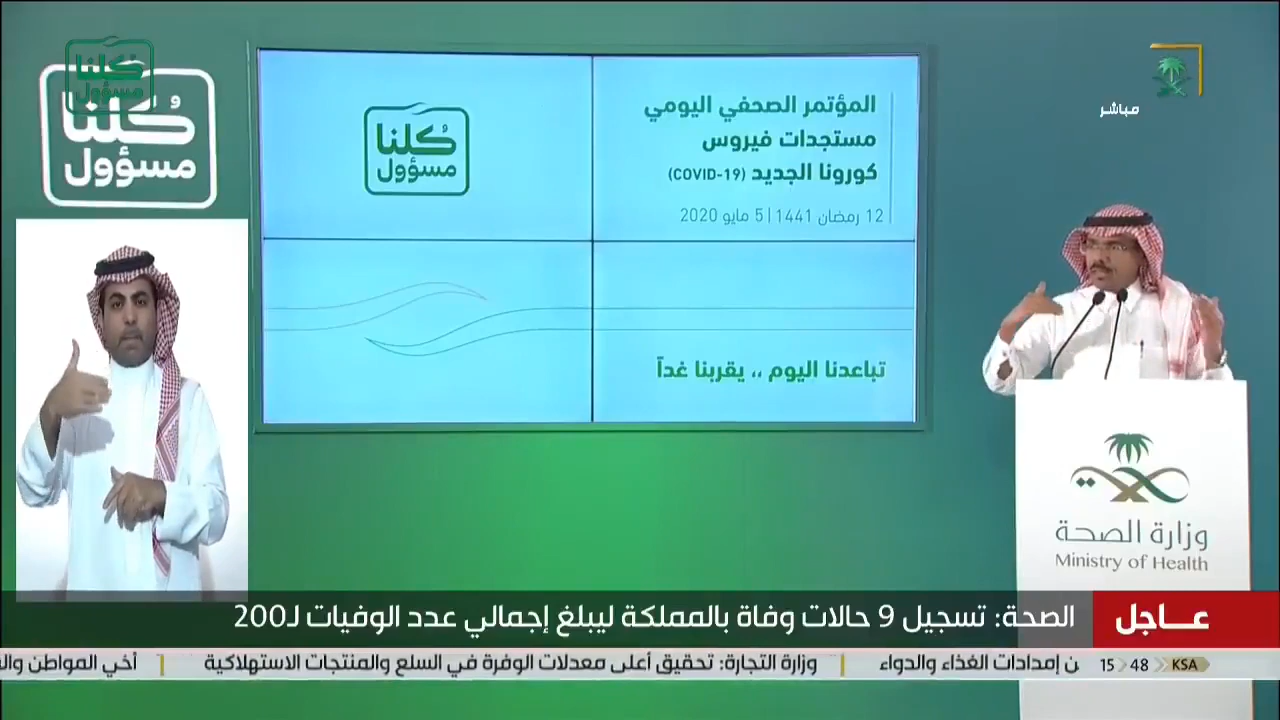 كلنا
مسؤول
كُلنا
مسؤول
مباشر
كُلنا
مسؤول
المؤتمر الصحفي اليومي
مستجدات فيروس
كورونا الجديد (COVID-19)
12 رمضان 1441 | 5 مايو 2020
تباعدنا اليوم ،، يقربنا غداً
وزارة الصحة
Ministry of Health
عـاجل
الصحة: تسجيل 9 حالات وفاة بالمملكة ليبلغ إجمالي عدد الوفيات لـ200
KSA 15 48
إمدادات الغذاء والدواء | وزارة التجارة: تحقيق أعلى معدلات الوفرة في السلع والمنتجات الاستهلاكية | أخي المواطن